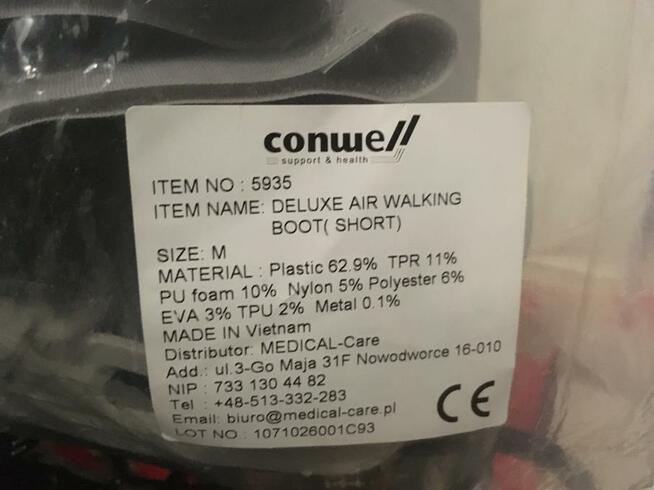 conwell
support & health
ITEM NO : 5935
ITEM NAME: DELUXE AIR WALKING
BOOT( SHORT)
SIZE: M
MATERIAL : Plastic 62.9% TPR 11%
PU foam 10% Nylon 5% Polyester 6%
EVA 3% TPU 2% Metal 0.1%
MADE IN Vietnam
Distributor: MEDICAL-Care
Add.: ul.3-Go Maja 31F Nowodworce 16-010
NIP : 733 130 44 82
Tel : +48-513-332-283
Email: biuro@medical-care.pl
LOT NO.: 1071026001C93
CE